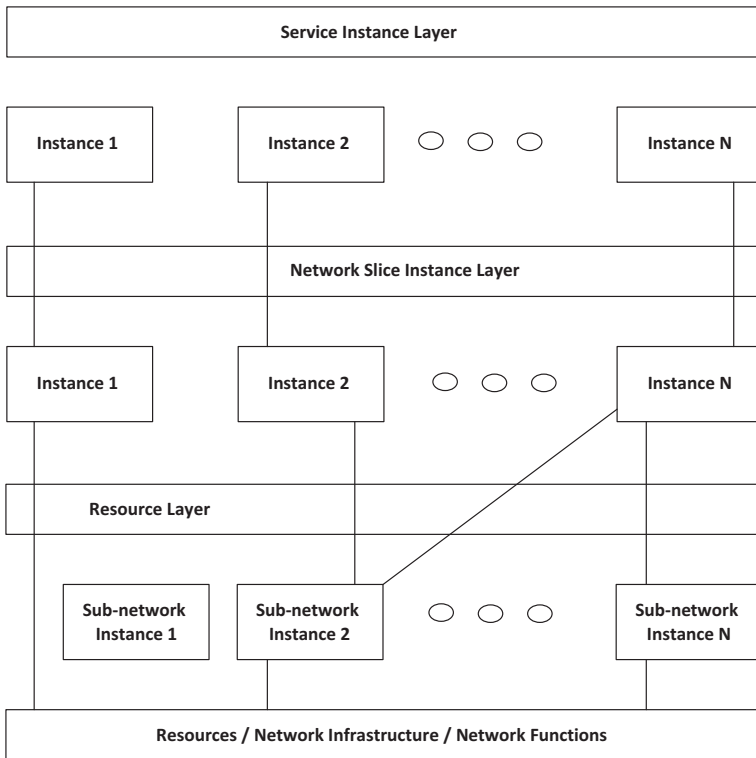 Service Instance Layer
Instance 1
Instance 2
Instance N
Network Slice Instance Layer
Instance 1
Instance 2
Instance N
Resource Layer
Sub-network
Instance 1
Sub-network
Instance 2
Sub-network
Instance N
Resources / Network Infrastructure / Network Functions